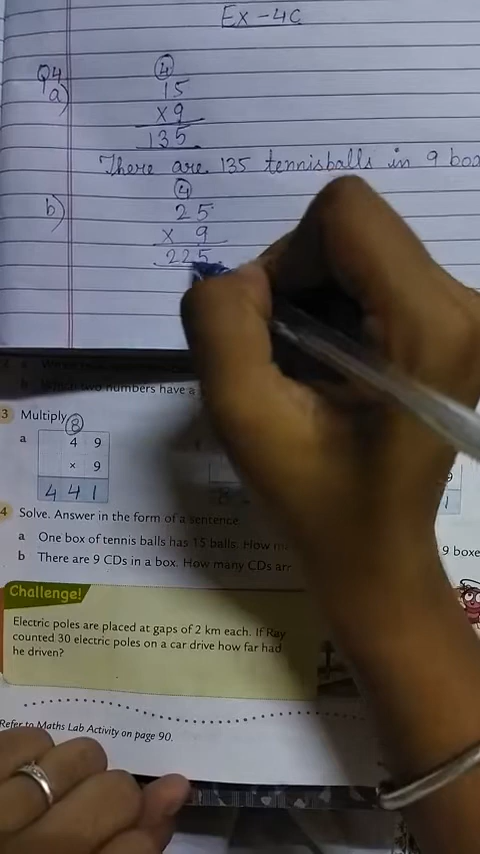 Ex-4C
Q4
a)
4
15
x9
135
There are 135 tennisballs in 9
b)
4
25
x 9
225
numbers have a
3 Multiply
8
a
4 9
x 9
4 4 1
4 Solve. Answer in the form of a sentence
a One box of tennis balls has 15 balls. How
9 boxe
b There are 9 CDs in a box. How many CDs
Challenge!
Electric poles are placed at gaps of 2 km each. If Ray
counted 30 electric poles on a car drive how far had
he driven?
Refer to Maths Lab Activity on page 90.